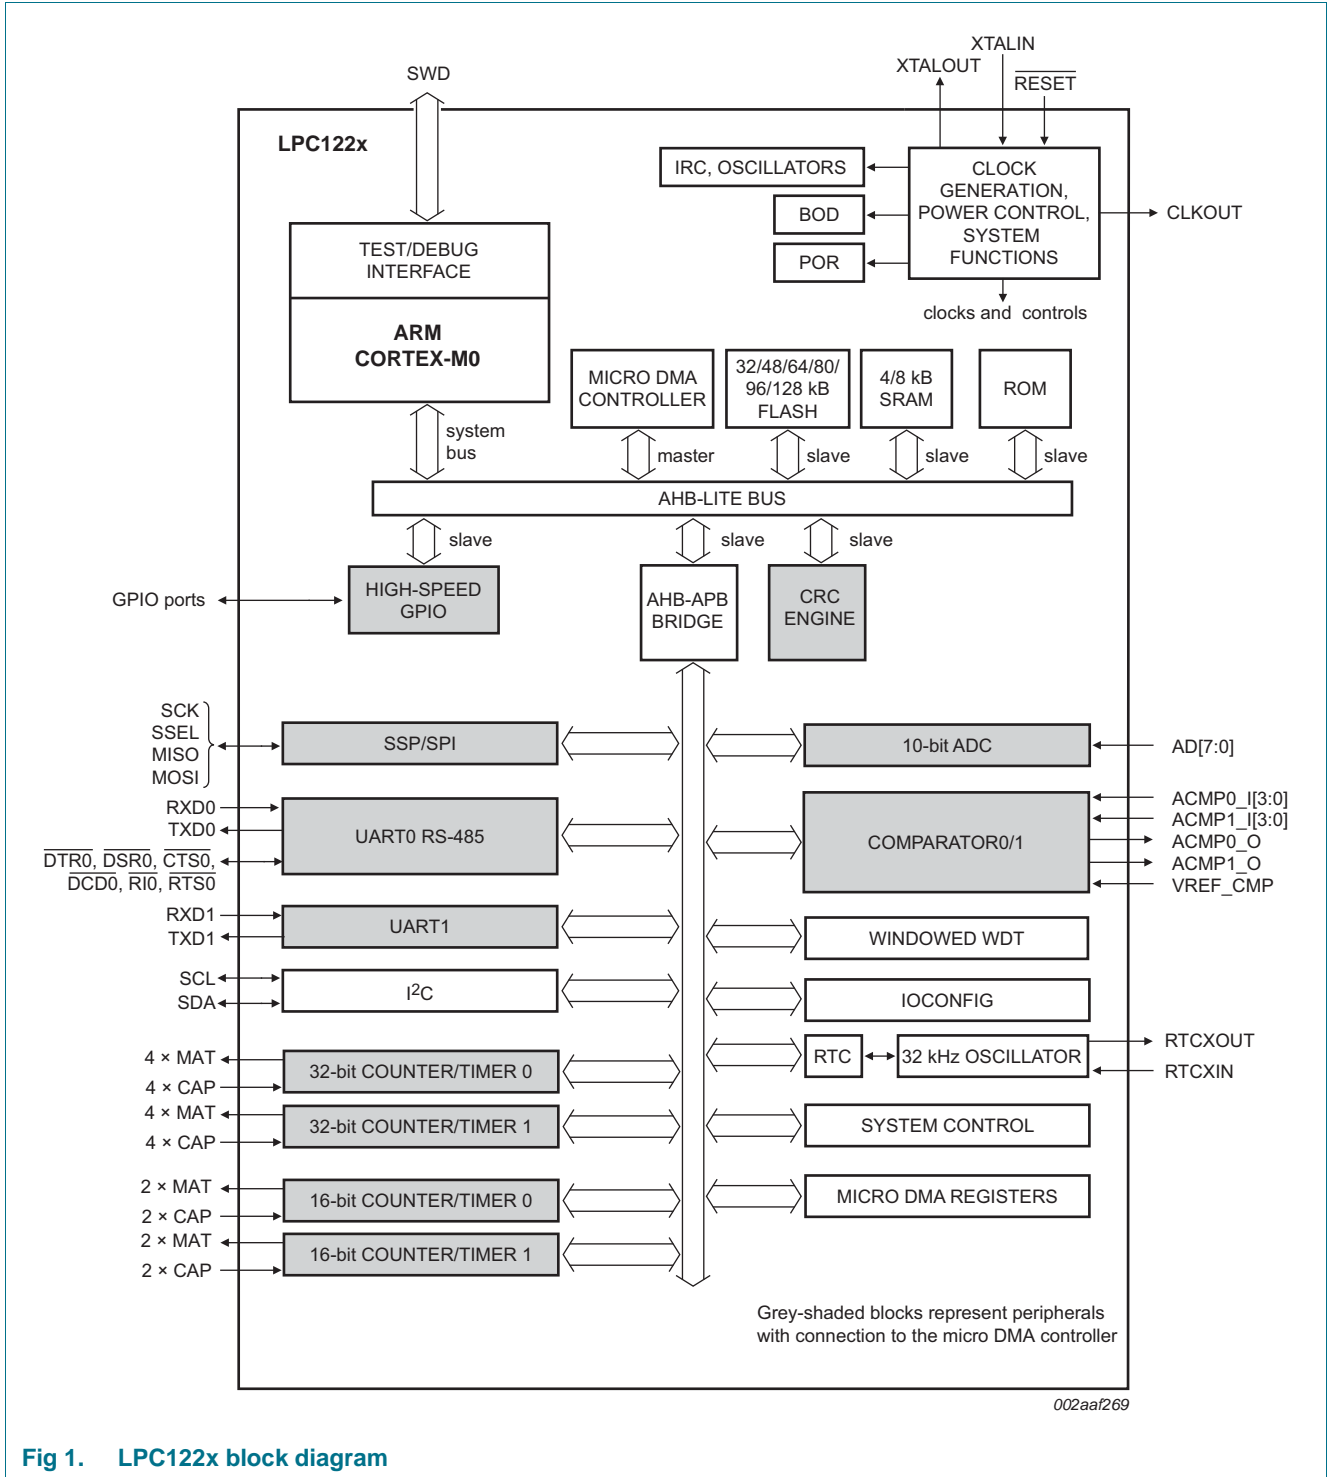 XTALIN
XTALOUT
SWD
RESET
LPC122x
IRC, OSCILLATORS
CLOCK
GENERATION,
POWER CONTROL,
SYSTEM
FUNCTIONS
BOD
CLKOUT
POR
clocks and controls
TEST/DEBUG
INTERFACE
ARM
CORTEX-M0
MICRO DMA
CONTROLLER
32/48/64/80/
96/128 kB
FLASH
4/8 kB
SRAM
ROM
system
bus
master
slave
slave
slave
AHB-LITE BUS
slave
slave
slave
GPIO ports
HIGH-SPEED
GPIO
AHB-APB
BRIDGE
CRC
ENGINE
SCK
SSEL
MISO
MOSI
SSP/SPI
10-bit ADC
AD[7:0]
RXD0
TXD0
DTR0, DSR0, CTS0,
DCD0, RI0, RTS0
UART0 RS-485
COMPARATOR0/1
ACMP0_I[3:0]
ACMP1_I[3:0]
ACMP0_O
ACMP1_O
VREF_CMP
RXD1
TXD1
UART1
WINDOWED WDT
SCL
SDA
I2C
IOCONFIG
4 × MAT
4 × CAP
32-bit COUNTER/TIMER 0
RTC
32 kHz OSCILLATOR
RTCXOUT
RTCXIN
4 × MAT
4 × CAP
32-bit COUNTER/TIMER 1
SYSTEM CONTROL
2 × MAT
2 × CAP
16-bit COUNTER/TIMER 0
MICRO DMA REGISTERS
2 × MAT
2 × CAP
16-bit COUNTER/TIMER 1
Grey-shaded blocks represent peripherals
with connection to the micro DMA controller
002aaf269
Fig 1. LPC122x block diagram